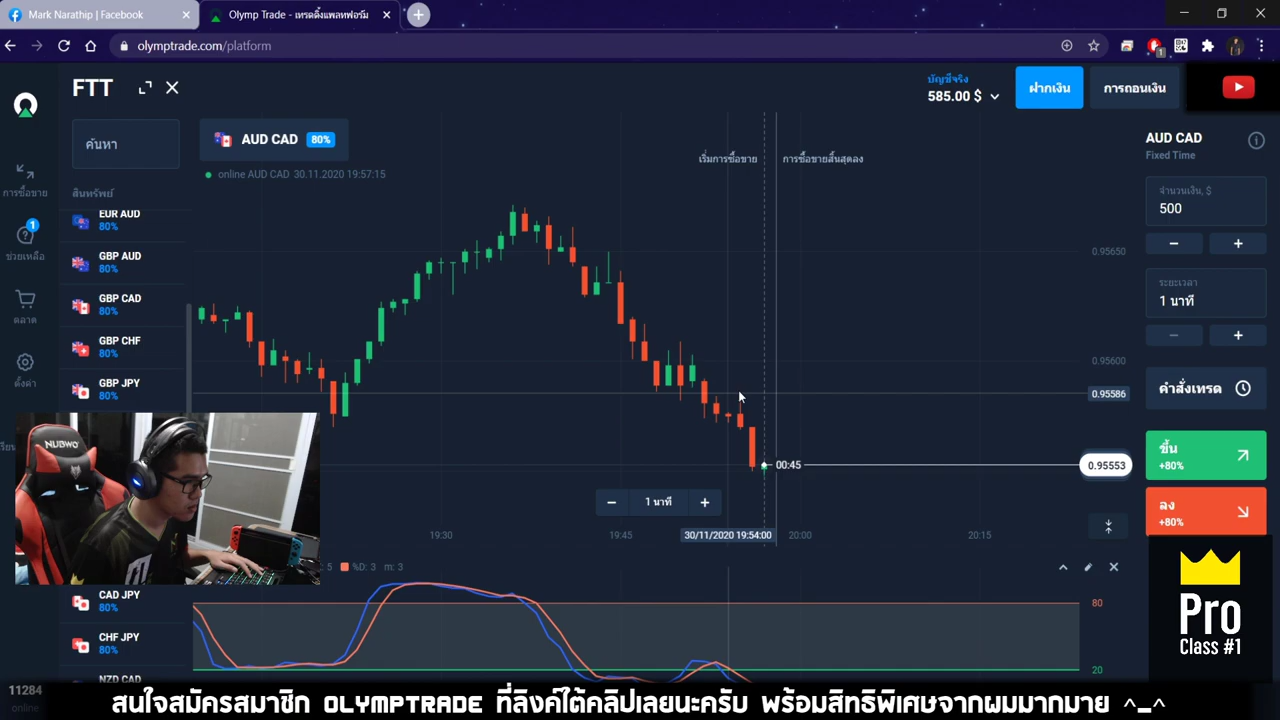 Mark Narathip | Facebook
Olymp Trade - เทรดดิ้งแพลทฟอร์ม
olymptrade.com/platform
1
FTT
บัญชีจริง
585.00 $
ฝากเงิน
การถอนเงิน
ค้นหา
AUD CAD 80%
เริ่มการซื้อขาย
การซื้อขายสิ้นสุดลง
AUD CAD
Fixed Time
online AUD CAD 30.11.2020 19:57:15
การซื้อขาย
สินทรัพย์
จำนวนเงิน, $
500
EUR AUD
80%
1
ช่วยเหลือ
GBP AUD
80%
0.95650
ระยะเวลา
1 นาที
GBP CAD
80%
ตลาด
GBP CHF
80%
0.95600
ตั้งค่า
GBP JPY
80%
0.95586
คำสั่งเทรด
NUBWO
00:45
0.95553
ขึ้น
+80%
1 นาที
ลง
+80%
19:30
19:45
30/11/2020 19:54:00
20:00
20:15
5 %D: 3 m: 3
CAD JPY
80%
80
CHF JPY
80%
20
NZD CAD
Pro
Class #1
11284
online
สนใจสมัครสมาชิก OLYMPTRADE ที่ลิงค์ใต้คลิปเลยนะครับ พร้อมสิทธิพิเศษจากผมมากมาย ^_^